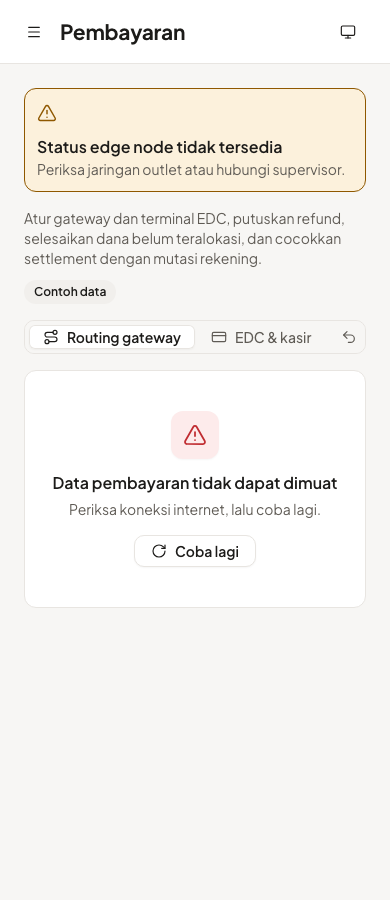 Pembayaran
Status edge node tidak tersedia
Periksa jaringan outlet atau hubungi supervisor.
Atur gateway dan terminal EDC, putuskan refund,
selesaikan dana belum teralokasi, dan cocokkan
settlement dengan mutasi rekening.
Contoh data
Routing gateway
EDC & kasir
Data pembayaran tidak dapat dimuat
Periksa koneksi internet, lalu coba lagi.
Coba lagi